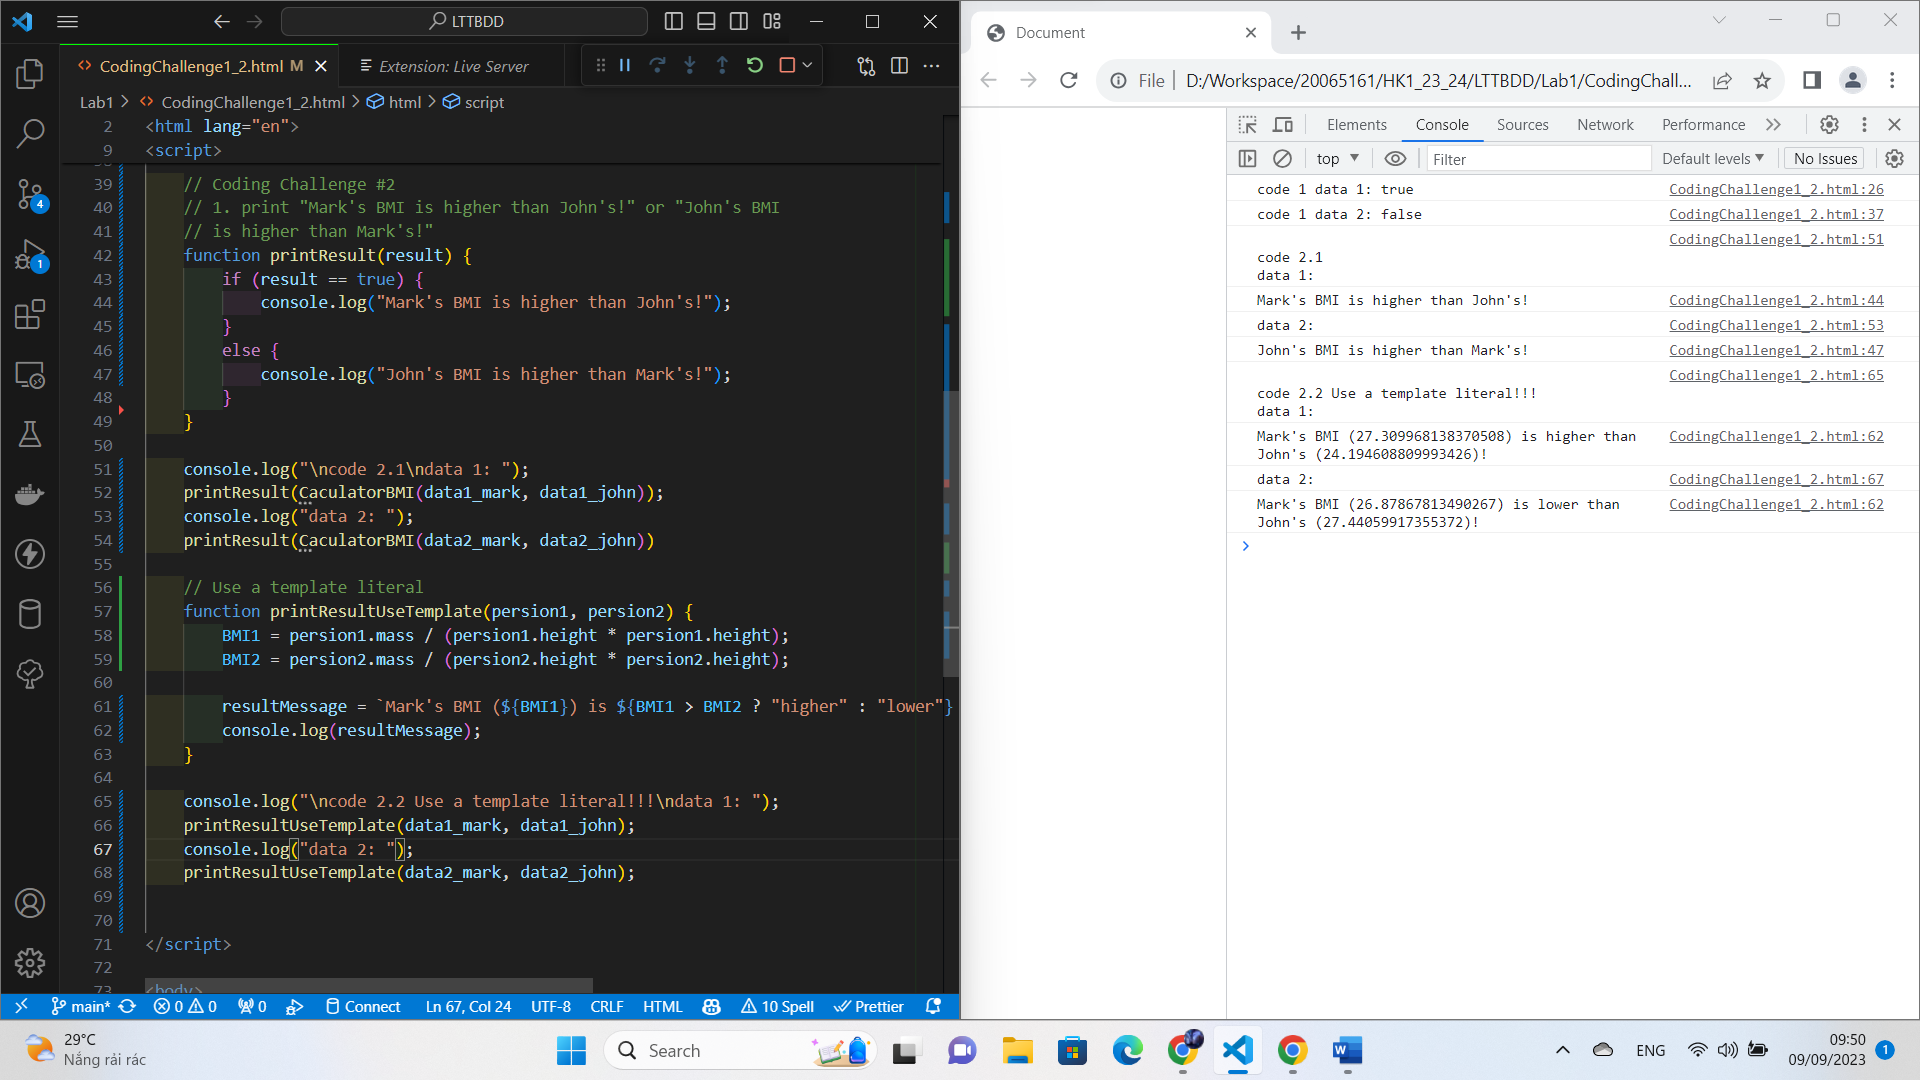 LTTBDD
CodingChallenge1_2.html M
Extension: Live Server
Lab1 > CodingChallenge1_2.html > html > script
2 <html lang="en">
9 <script>
39 // Coding Challenge #2
40 // 1. print "Mark's BMI is higher than John's!" or "John's BMI
41 // is higher than Mark's!"
42 function printResult(result) {
43 if (result == true) {
44 console.log("Mark's BMI is higher than John's!");
45 }
46 else {
47 console.log("John's BMI is higher than Mark's!");
48 }
49 }
50
51 console.log("\ncode 2.1\ndata 1: ");
52 printResult(CaculatorBMI(data1_mark, data1_john));
53 console.log("data 2: ");
54 printResult(CaculatorBMI(data2_mark, data2_john))
55
56 // Use a template literal
57 function printResultUseTemplate(persion1, persion2) {
58 BMI1 = persion1.mass / (persion1.height * persion1.height);
59 BMI2 = persion2.mass / (persion2.height * persion2.height);
60
61 resultMessage = `Mark's BMI (${BMI1}) is ${BMI1 > BMI2 ? "higher" : "lower"}
62 console.log(resultMessage);
63 }
64
65 console.log("\ncode 2.2 Use a template literal!!!\ndata 1: ");
66 printResultUseTemplate(data1_mark, data1_john);
67 console.log("data 2: ");
68 printResultUseTemplate(data2_mark, data2_john);
69
70
71 </script>
72
73 <body>
4
1
main* 0 0 0 Connect Ln 67, Col 24 UTF-8 CRLF HTML 10 Spell Prettier
Document
File D:/Workspace/20065161/HK1_23_24/LTTBDD/Lab1/CodingChall...
Elements Console Sources Network Performance
top Filter Default levels No Issues
code 1 data 1: true CodingChallenge1_2.html:26
code 1 data 2: false CodingChallenge1_2.html:37
CodingChallenge1_2.html:51
code 2.1
data 1:
Mark's BMI is higher than John's! CodingChallenge1_2.html:44
data 2: CodingChallenge1_2.html:53
John's BMI is higher than Mark's! CodingChallenge1_2.html:47
CodingChallenge1_2.html:65
code 2.2 Use a template literal!!!
data 1:
Mark's BMI (27.309968138370508) is higher than CodingChallenge1_2.html:62
John's (24.194608809993426)!
data 2: CodingChallenge1_2.html:67
Mark's BMI (26.87867813490267) is lower than CodingChallenge1_2.html:62
John's (27.44059917355372)!
29°C
Nắng rải rác
Search
ENG
09:50
09/09/2023
1